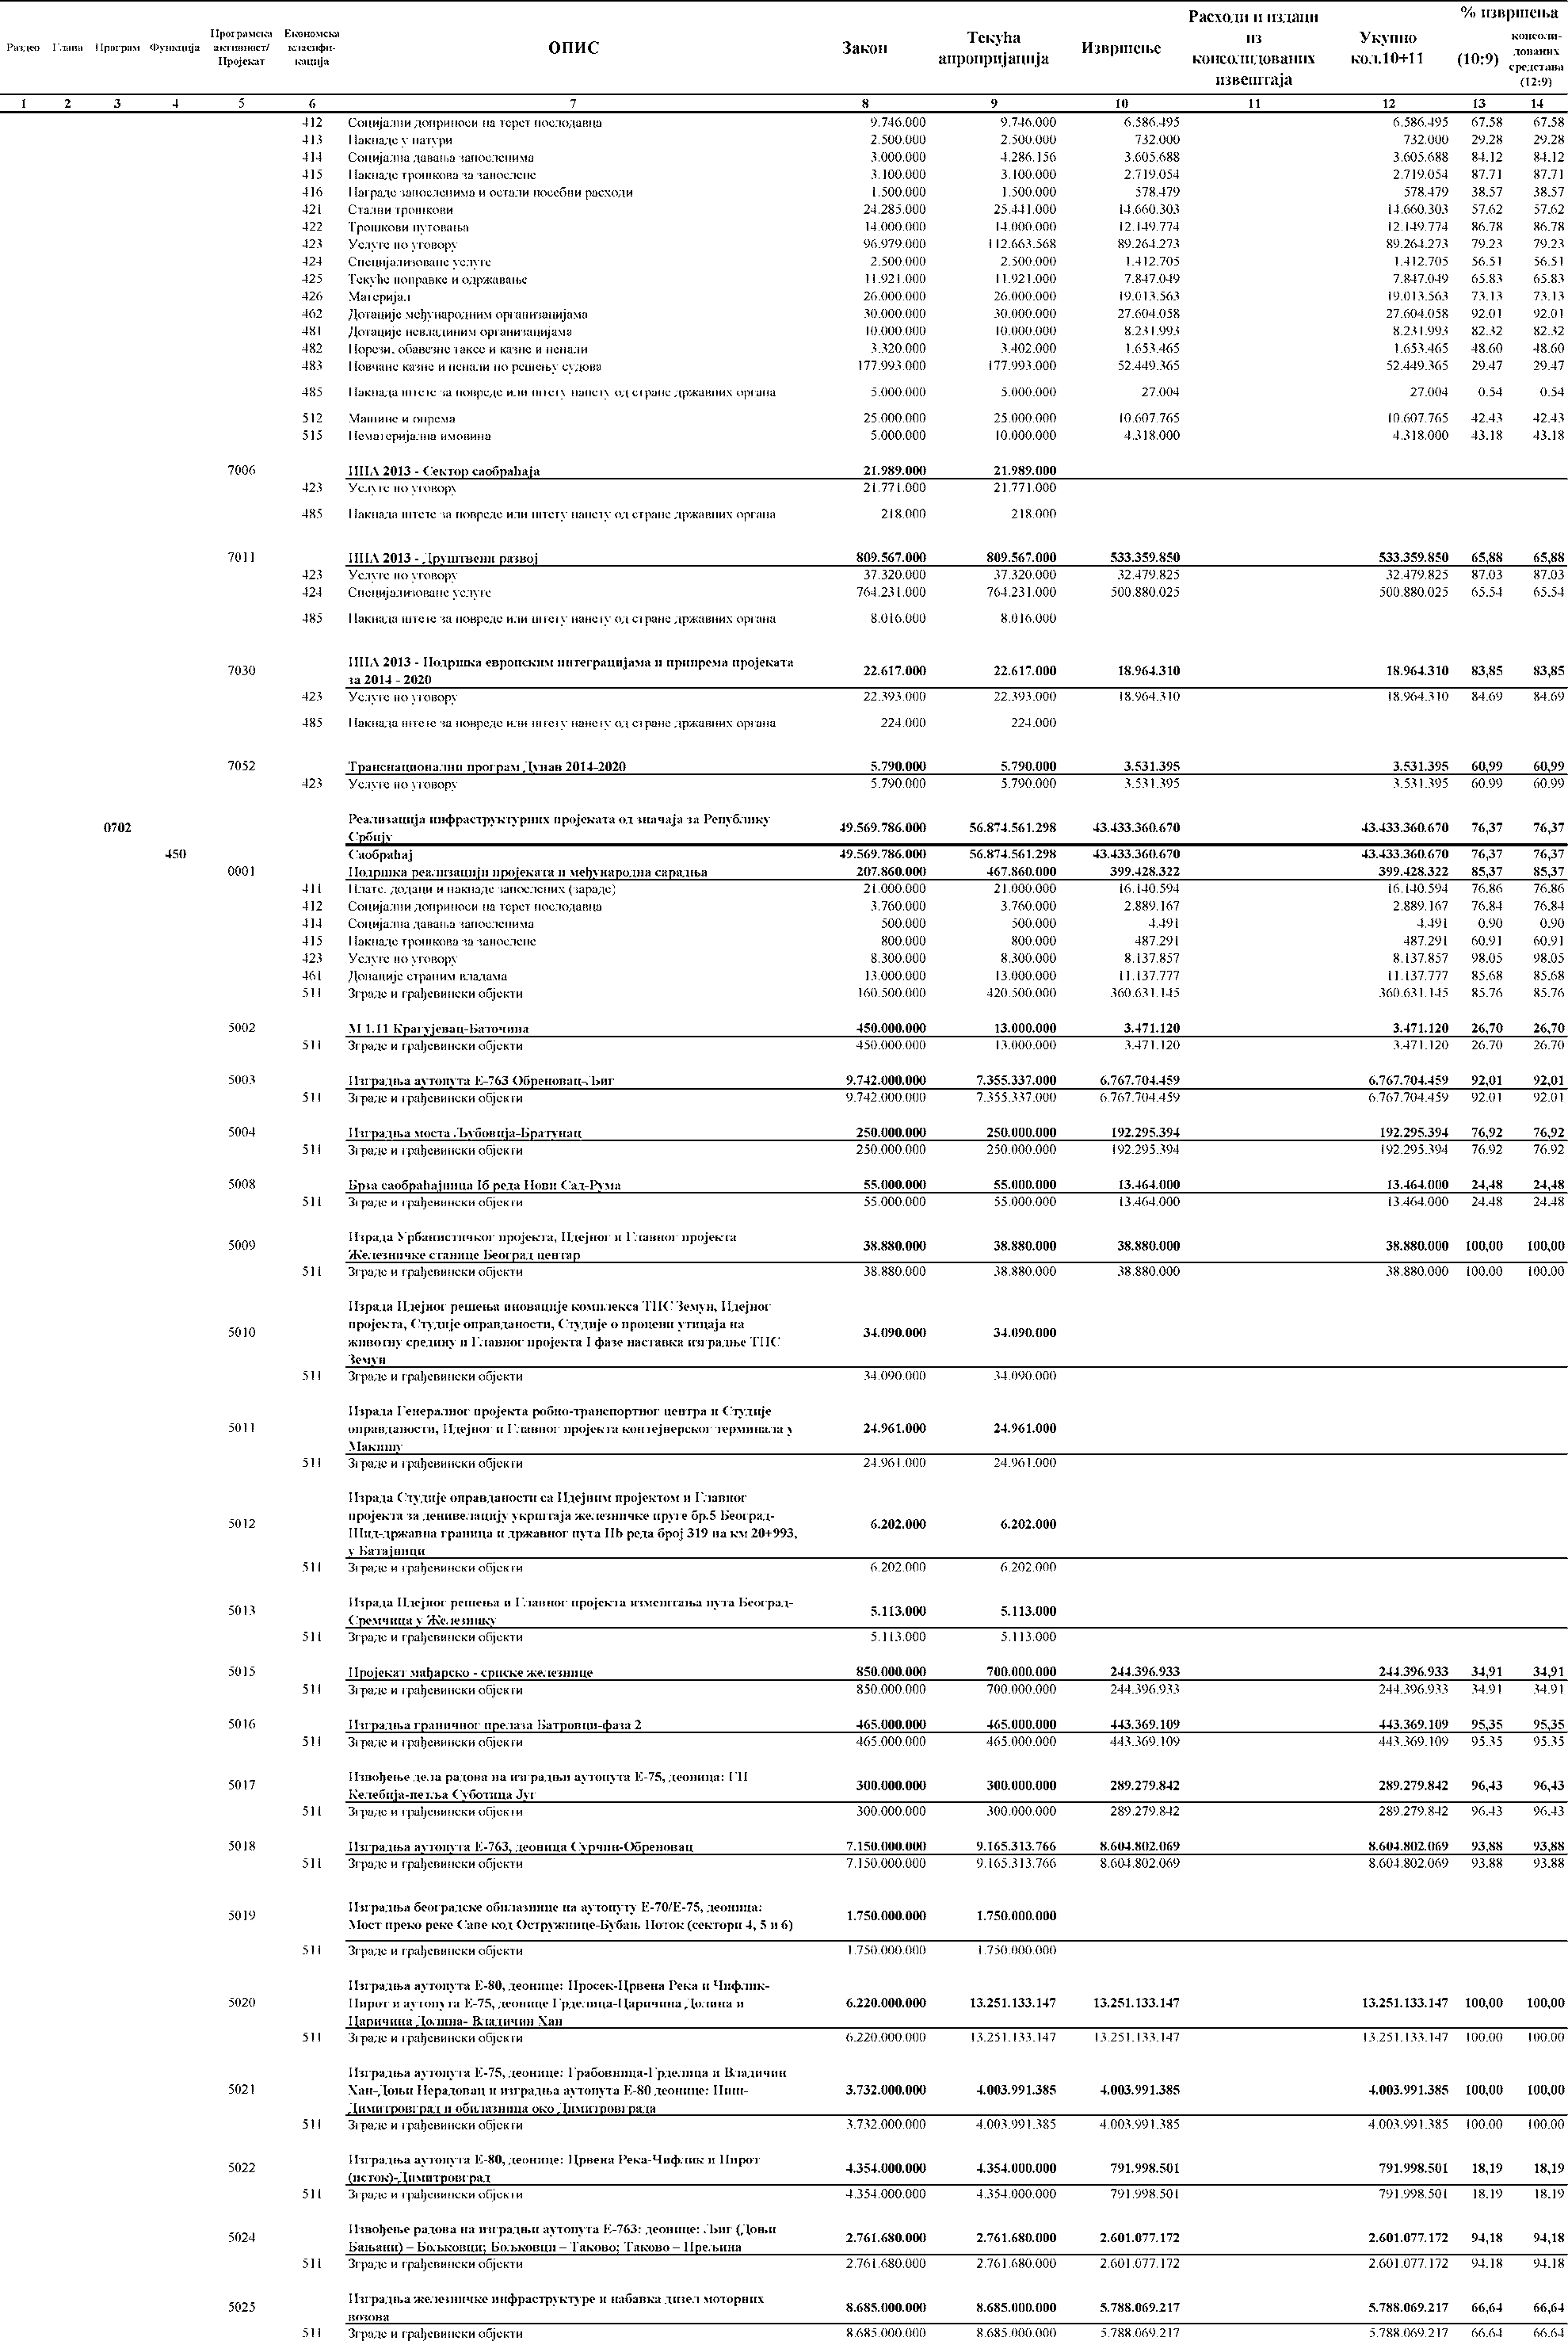 Раздео Глава Програм Функција Програмска активност/ Пројекат Економска класифи-кација ОПИС Закон Текућа апропријација Извршење Расходи и издаци из консолидованих извештаја Укупно кол.10+11 % извршења (10:9) консоли-дованих средстава (12:9)
1 2 3 4 5 6 7 8 9 10 11 12 13 14
412 Социјални доприноси на терет послодавца 9.746.000 9.746.000 6.586.495 6.586.495 67,58 67,58
413 Накнаде у натури 2.500.000 2.500.000 732.000 732.000 29,28 29,28
414 Социјална давања запосленима 3.000.000 4.286.156 3.605.688 3.605.688 84,12 84,12
415 Накнаде трошкова за запослене 3.100.000 3.100.000 2.719.054 2.719.054 87,71 87,71
416 Награде запосленима и остали посебни расходи 1.500.000 1.500.000 578.479 578.479 38,57 38,57
421 Стални трошкови 24.285.000 25.441.000 14.660.303 14.660.303 57,62 57,62
422 Трошкови путовања 14.000.000 14.000.000 12.149.774 12.149.774 86,78 86,78
423 Услуге по уговору 96.979.000 112.663.568 89.264.273 89.264.273 79,23 79,23
424 Специјализоване услуге 2.500.000 2.500.000 1.412.705 1.412.705 56,51 56,51
425 Текуће поправке и одржавање 11.921.000 11.921.000 7.847.049 7.847.049 65,83 65,83
426 Материјал 26.000.000 26.000.000 19.013.563 19.013.563 73,13 73,13
462 Дотације међународним организацијама 30.000.000 30.000.000 27.604.058 27.604.058 92,01 92,01
481 Дотације невладиним организацијама 10.000.000 10.000.000 8.231.993 8.231.993 82,32 82,32
482 Порези, обавезне таксе и казне и пенали 3.320.000 3.402.000 1.653.465 1.653.465 48,60 48,60
483 Новчане казне и пенали по решењу судова 177.993.000 177.993.000 52.449.365 52.449.365 29,47 29,47
485 Накнада штете за повреде или штету нанету од стране државних органа 5.000.000 5.000.000 27.004 27.004 0,54 0,54
512 Машине и опрема 25.000.000 25.000.000 10.607.765 10.607.765 42,43 42,43
515 Нематеријална имовина 5.000.000 10.000.000 4.318.000 4.318.000 43,18 43,18
7006 ИПА 2013 - Сектор саобраћаја 21.989.000 21.989.000
423 Услуге по уговору 21.771.000 21.771.000
485 Накнада штете за повреде или штету нанету од стране државних органа 218.000 218.000
7011 ИПА 2013 - Друштвени развој 809.567.000 809.567.000 533.359.850 533.359.850 65,88 65,88
423 Услуге по уговору 37.320.000 37.320.000 32.479.825 32.479.825 87,03 87,03
424 Специјализоване услуге 764.231.000 764.231.000 500.880.025 500.880.025 65,54 65,54
485 Накнада штете за повреде или штету нанету од стране државних органа 8.016.000 8.016.000
7030 ИПА 2013 - Подршка европским интеграцијама и припрема пројеката
за 2014 - 2020 22.617.000 22.617.000 18.964.310 18.964.310 83,85 83,85
423 Услуге по уговору 22.393.000 22.393.000 18.964.310 18.964.310 84,69 84,69
485 Накнада штете за повреде или штету нанету од стране државних органа 224.000 224.000
7052 Транснационални програм Дунав 2014-2020 5.790.000 5.790.000 3.531.395 3.531.395 60,99 60,99
423 Услуге по уговору 5.790.000 5.790.000 3.531.395 3.531.395 60,99 60,99
0702 Реализација инфраструктурних пројеката од значаја за Републику
Србију 49.569.786.000 56.874.561.298 43.433.360.670 43.433.360.670 76,37 76,37
450 Саобраћај 49.569.786.000 56.874.561.298 43.433.360.670 43.433.360.670 76,37 76,37
0001 Подршка реализацији пројеката и међународна сарадња 207.860.000 467.860.000 399.428.322 399.428.322 85,37 85,37
411 Плате, додаци и накнаде запослених (зараде) 21.000.000 21.000.000 16.140.594 16.140.594 76,86 76,86
412 Социјални доприноси на терет послодавца 3.760.000 3.760.000 2.889.167 2.889.167 76,84 76,84
414 Социјална давања запосленима 500.000 500.000 4.491 4.491 0,90 0,90
415 Накнаде трошкова за запослене 800.000 800.000 487.291 487.291 60,91 60,91
423 Услуге по уговору 8.300.000 8.300.000 8.137.857 8.137.857 98,05 98,05
461 Донације страним владама 13.000.000 13.000.000 11.137.777 11.137.777 85,68 85,68
511 Зграде и грађевински објекти 160.500.000 420.500.000 360.631.145 360.631.145 85,76 85,76
5002 М 1.11 Крагујевац-Баточина 450.000.000 13.000.000 3.471.120 3.471.120 26,70 26,70
511 Зграде и грађевински објекти 450.000.000 13.000.000 3.471.120 3.471.120 26,70 26,70
5003 Изградња аутопута Е-763 Обреновац-Љиг 9.742.000.000 7.355.337.000 6.767.704.459 6.767.704.459 92,01 92,01
511 Зграде и грађевински објекти 9.742.000.000 7.355.337.000 6.767.704.459 6.767.704.459 92,01 92,01
5004 Изградња моста Љубовија-Братунац 250.000.000 250.000.000 192.295.394 192.295.394 76,92 76,92
511 Зграде и грађевински објекти 250.000.000 250.000.000 192.295.394 192.295.394 76,92 76,92
5008 Брза саобраћајница Iб реда Нови Сад-Рума 55.000.000 55.000.000 13.464.000 13.464.000 24,48 24,48
511 Зграде и грађевински објекти 55.000.000 55.000.000 13.464.000 13.464.000 24,48 24,48
5009 Израда Урбанистичког пројекта, Идејног и Главног пројекта
Железничке станице Београд центар 38.880.000 38.880.000 38.880.000 38.880.000 100,00 100,00
511 Зграде и грађевински објекти 38.880.000 38.880.000 38.880.000 38.880.000 100,00 100,00
5010 Израда Идејног решења иновације комплекса ТПС Земун, Идејног
пројекта, Студије оправданости, Студије о процени утицаја на
животну средину и Главног пројекта I фазе наставка изградње ТПС
Земун 34.090.000 34.090.000
511 Зграде и грађевински објекти 34.090.000 34.090.000
5011 Израда Генералног пројекта робно-транспортног центра и Студије
оправданости, Идејног и Главног пројекта контејнерског терминала у
Макишу 24.961.000 24.961.000
511 Зграде и грађевински објекти 24.961.000 24.961.000
5012 Израда Студије оправданости са Идејним пројектом и Главног
пројекта за денивелацију укрштаја железничке пруге бр.5 Београд-
Шид-државна граница и државног пута IIб реда број 319 на км 20+993,
у Батајници 6.202.000 6.202.000
511 Зграде и грађевински објекти 6.202.000 6.202.000
5013 Израда Идејног решења и Главног пројекта измештања пута Београд-
Сремчица у Железнику 5.113.000 5.113.000
511 Зграде и грађевински објекти 5.113.000 5.113.000
5015 Пројекат мађарско - српске железнице 850.000.000 700.000.000 244.396.933 244.396.933 34,91 34,91
511 Зграде и грађевински објекти 850.000.000 700.000.000 244.396.933 244.396.933 34,91 34,91
5016 Изградња граничног прелаза Батровци-фаза 2 465.000.000 465.000.000 443.369.109 443.369.109 95,35 95,35
511 Зграде и грађевински објекти 465.000.000 465.000.000 443.369.109 443.369.109 95,35 95,35
5017 Извођење дела радова на изградњи аутопута Е-75, деоница: ГП
Келебија-петља Суботица Југ 300.000.000 300.000.000 289.279.842 289.279.842 96,43 96,43
511 Зграде и грађевински објекти 300.000.000 300.000.000 289.279.842 289.279.842 96,43 96,43
5018 Изградња аутопута Е-763, деоница Сурчин-Обреновац 7.150.000.000 9.165.313.766 8.604.802.069 8.604.802.069 93,88 93,88
511 Зграде и грађевински објекти 7.150.000.000 9.165.313.766 8.604.802.069 8.604.802.069 93,88 93,88
5019 Изградња београдске обилазнице на аутопуту Е-70/Е-75, деоница:
Мост преко реке Саве код Остружнице-Бубањ Поток (сектори 4, 5 и 6) 1.750.000.000 1.750.000.000
511 Зграде и грађевински објекти 1.750.000.000 1.750.000.000
5020 Изградња аутопута Е-80, деонице: Просек-Црвена Река и Чифлик-
Пирот и аутопута Е-75, деонице Грделица-Царичина Долина и
Царичина Долина- Владичин Хан 6.220.000.000 13.251.133.147 13.251.133.147 13.251.133.147 100,00 100,00
511 Зграде и грађевински објекти 6.220.000.000 13.251.133.147 13.251.133.147 13.251.133.147 100,00 100,00
5021 Изградња аутопута Е-75, деонице: Грабовница-Грделица и Владичин
Хан-Доњи Нерадовац и изградња аутопута Е-80 деонице: Ниш-
Димитровград и обилазница око Димитровграда 3.732.000.000 4.003.991.385 4.003.991.385 4.003.991.385 100,00 100,00
511 Зграде и грађевински објекти 3.732.000.000 4.003.991.385 4.003.991.385 4.003.991.385 100,00 100,00
5022 Изградња аутопута Е-80, деонице: Црвена Река-Чифлик и Пирот
(исток)-Димитровград 4.354.000.000 4.354.000.000 791.998.501 791.998.501 18,19 18,19
511 Зграде и грађевински објекти 4.354.000.000 4.354.000.000 791.998.501 791.998.501 18,19 18,19
5024 Извођење радова на изградњи аутопута Е-763: деонице: Љиг (Доњи
Бањани) – Бољковци; Бољковци – Таково; Таково – Прељина 2.761.680.000 2.761.680.000 2.601.077.172 2.601.077.172 94,18 94,18
511 Зграде и грађевински објекти 2.761.680.000 2.761.680.000 2.601.077.172 2.601.077.172 94,18 94,18
5025 Изградња железничке инфраструктуре и набавка дизел моторних
возова 8.685.000.000 8.685.000.000 5.788.069.217 5.788.069.217 66,64 66,64
511 Зграде и грађевински објекти 8.685.000.000 8.685.000.000 5.788.069.217 5.788.069.217 66,64 66,64